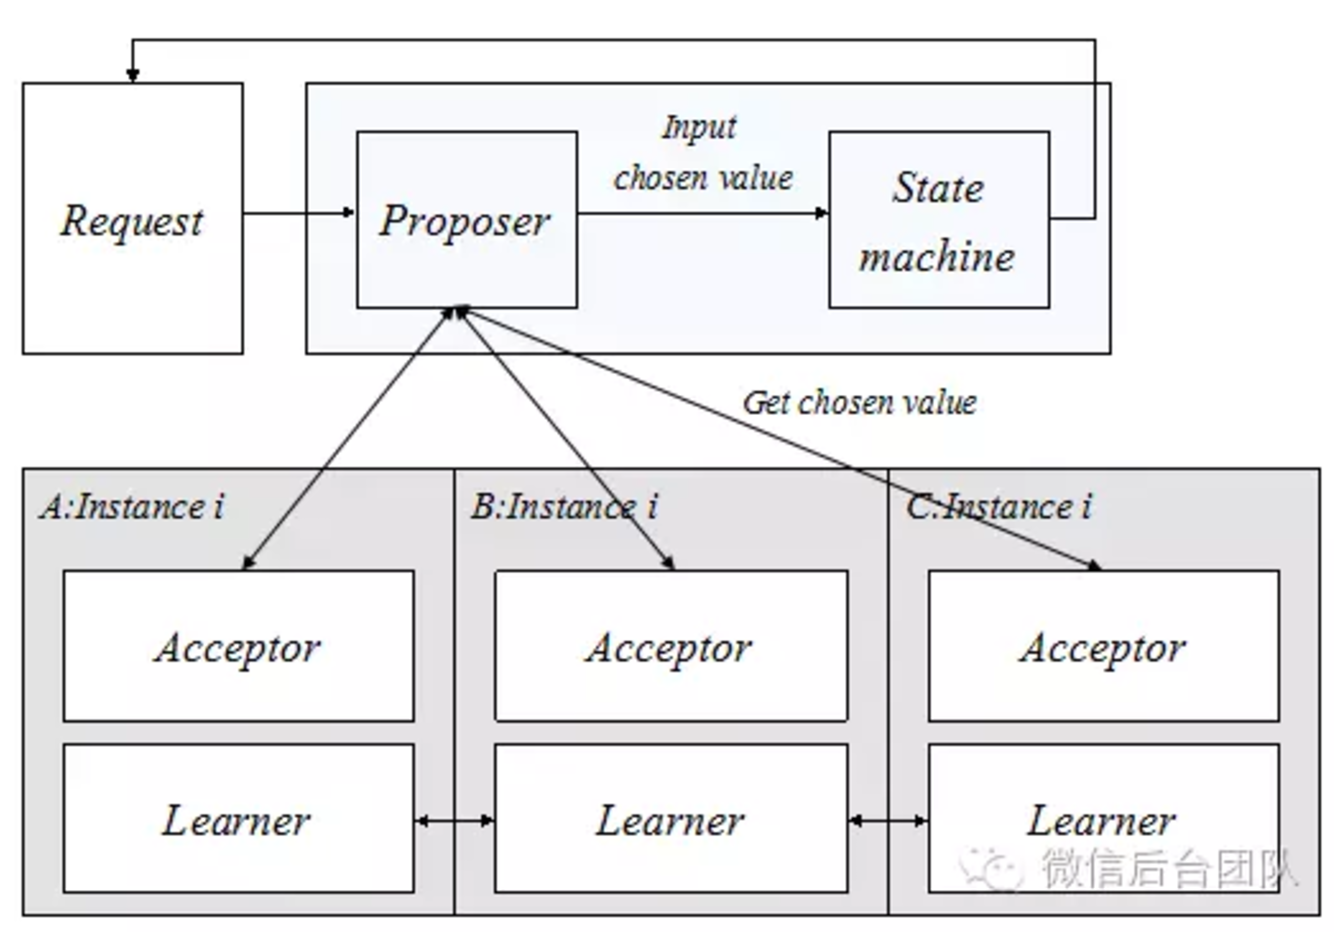 Input
chosen value
Request
Proposer
State
machine
Get chosen value
A:Instance i
B:Instance i
C:Instance i
Acceptor
Acceptor
Acceptor
Learner
Learner
Learner
微信后台团队